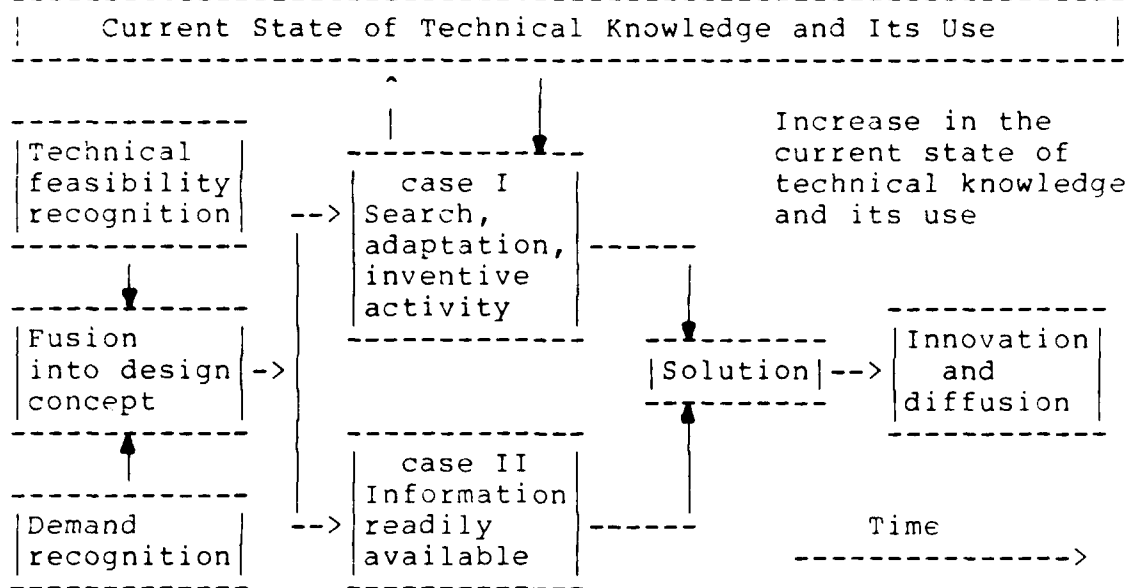 Current State of Technical Knowledge and Its Use
Increase in the
current state of
technical knowledge
and its use
Technical
feasibility
recognition
case I
Search,
adaptation,
inventive
activity
Fusion
into design
concept
Solution
Innovation
and
diffusion
case II
Information
readily
available
Demand
recognition
Time